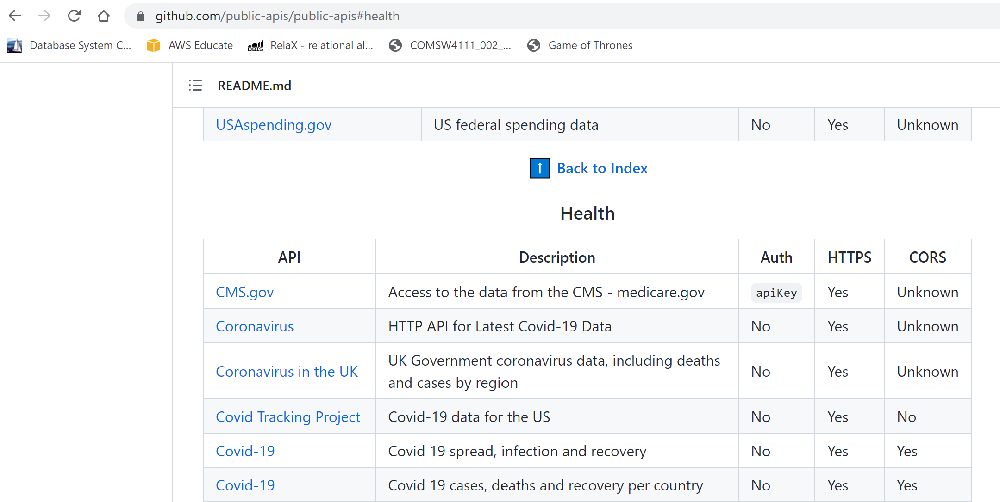 github.com/public-apis/public-apis#health
Database System C... AWS Educate DBIS RelaX - relational al... COMSW4111_002_... Game of Thrones
README.md
USAspending.gov US federal spending data No Yes Unknown
↑ Back to Index
Health
API Description Auth HTTPS CORS
CMS.gov Access to the data from the CMS - medicare.gov apiKey Yes Unknown
Coronavirus HTTP API for Latest Covid-19 Data No Yes Unknown
Coronavirus in the UK UK Government coronavirus data, including deaths
and cases by region No Yes Unknown
Covid Tracking Project Covid-19 data for the US No Yes No
Covid-19 Covid 19 spread, infection and recovery No Yes Yes
Covid-19 Covid 19 cases, deaths and recovery per country No Yes Yes